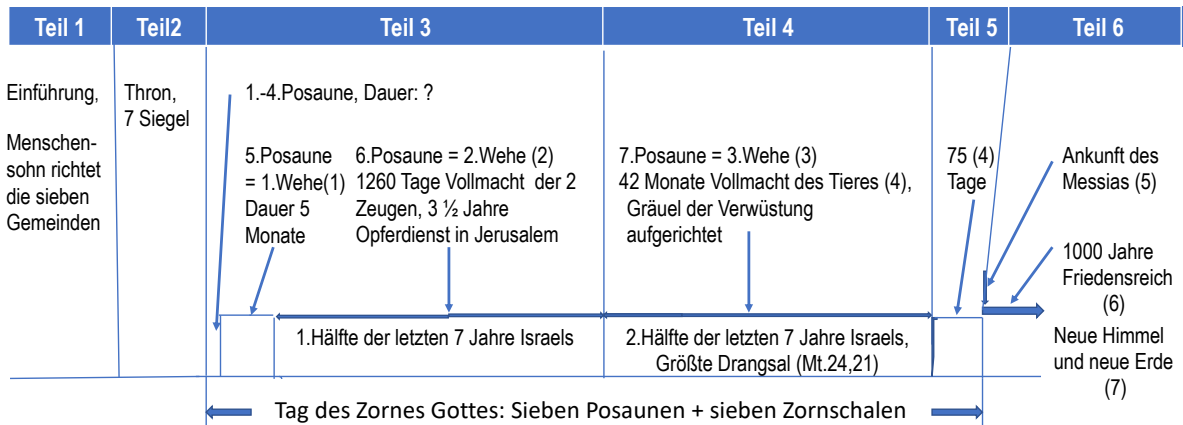 Teil 1
Teil2
Teil 3
Teil 4
Teil 5
Teil 6
Einführung,
Menschen-
sohn richtet
die sieben
Gemeinden
Thron,
7 Siegel
1.-4.Posaune, Dauer: ?
5.Posaune
= 1.Wehe(1)
Dauer 5
Monate
6.Posaune = 2.Wehe (2)
1260 Tage Vollmacht der 2
Zeugen, 3 ½ Jahre
Opferdienst in Jerusalem
7.Posaune = 3.Wehe (3)
42 Monate Vollmacht des Tieres (4),
Gräuel der Verwüstung
aufgerichtet
75 (4)
Tage
Ankunft des
Messias (5)
1000 Jahre
Friedensreich
(6)
1.Hälfte der letzten 7 Jahre Israels
2.Hälfte der letzten 7 Jahre Israels,
Größte Drangsal (Mt.24,21)
Neue Himmel
und neue Erde
(7)
Tag des Zornes Gottes: Sieben Posaunen + sieben Zornschalen